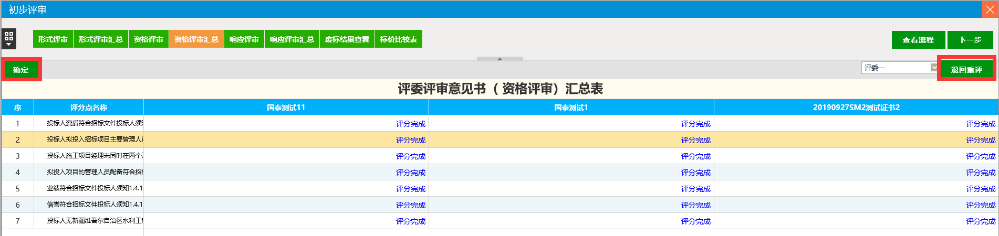 初步评审
形式评审 形式评审汇总 资格评审 资格评审汇总 响应评审 响应评审汇总 废标结果查看 标价比较表 查看流程 下一步
确定 评委一 退回重评
评委评审意见书（资格评审）汇总表
序 评分点名称 国泰测试11 国泰测试1 20190927SM2测试证书2
1 投标人资质符合招标文件投标人须 评分完成 评分完成 评分完成
2 投标人拟投入招标项目主要管理人 评分完成 评分完成 评分完成
3 投标人施工项目经理未同时在两个 评分完成 评分完成 评分完成
4 拟投入项目的管理人员配备符合招 评分完成 评分完成 评分完成
5 业绩符合招标文件投标人须知1.4.1 评分完成 评分完成 评分完成
6 信誉符合招标文件投标人须知1.4.1 评分完成 评分完成 评分完成
7 投标人无新疆维吾尔自治区水利工 评分完成 评分完成 评分完成